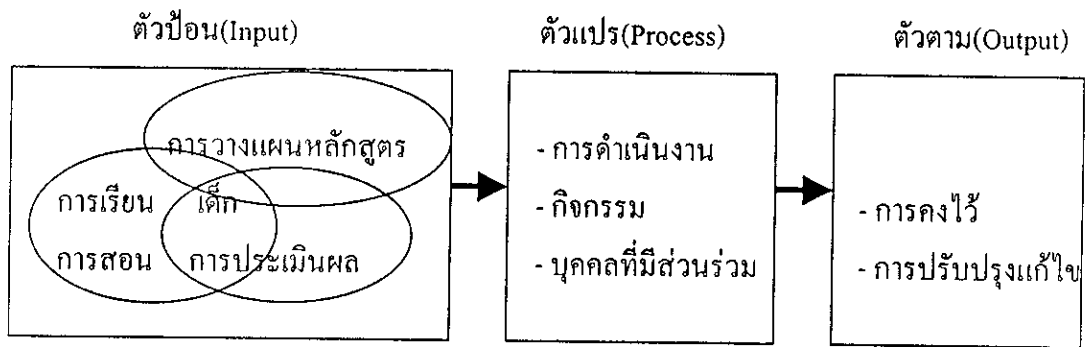 ตัวป้อน(Input)
ตัวแปร(Process)
ตัวตาม(Output)
การวางแผนหลักสูตร
การเรียน
เด็ก
การสอน
การประเมินผล
- การดำเนินงาน
- กิจกรรม
- บุคคลที่มีส่วนร่วม
- การคงไว้
- การปรับปรุงแก้ไข